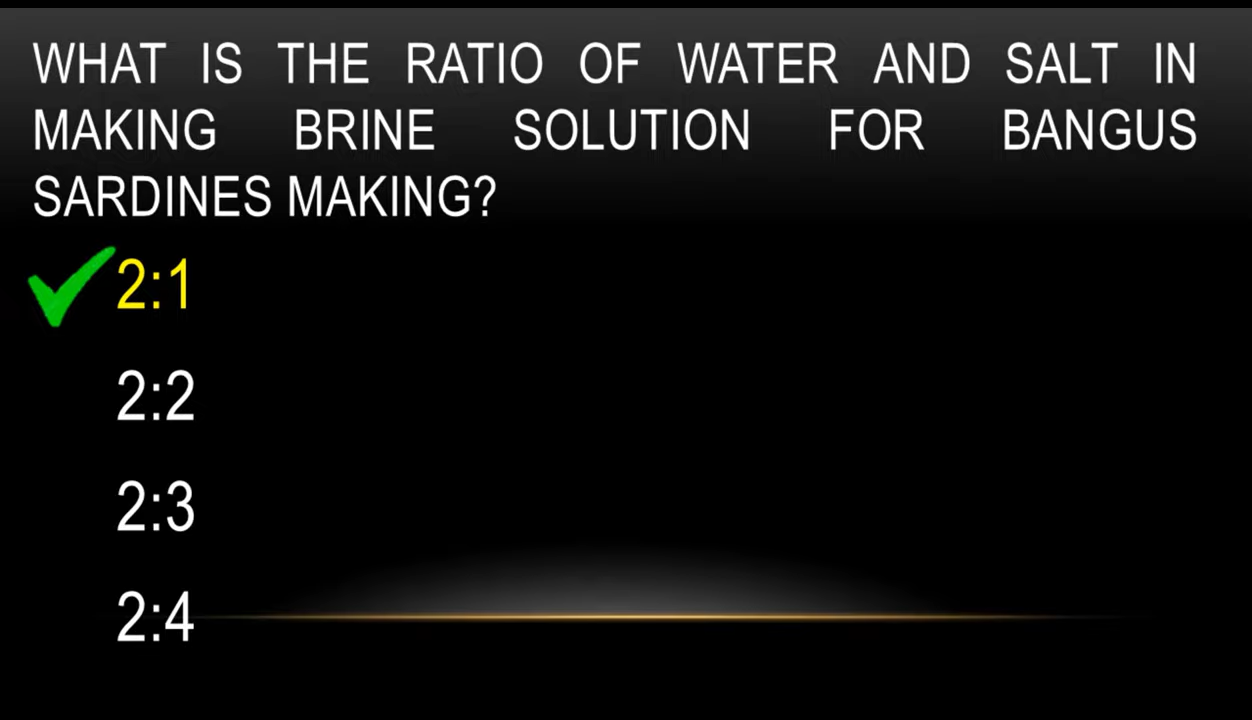 WHAT IS THE RATIO OF WATER AND SALT IN
MAKING BRINE SOLUTION FOR BANGUS
SARDINES MAKING?
2:1
2:2
2:3
2:4